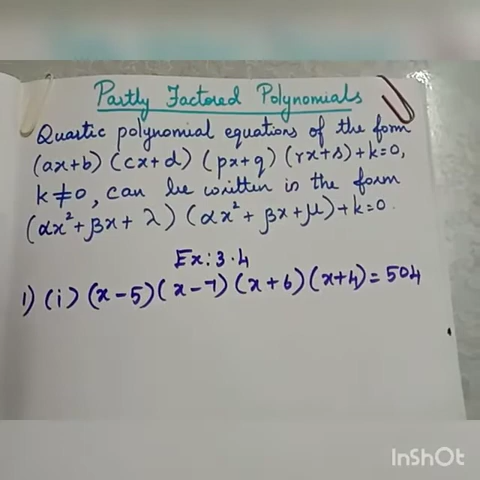 Partly Factored Polynomials
Quartic polynomial equations of the form
(ax+b) (cx+d) (px+q) (rx+s)+k=0,
k≠0, can be written in the form
(αx²+βx+λ) (αx²+βx+μ)+k=0.
Ex: 3.4
1) (i) (x-5)(x-7)(x+6)(x+4)=504
InShOt